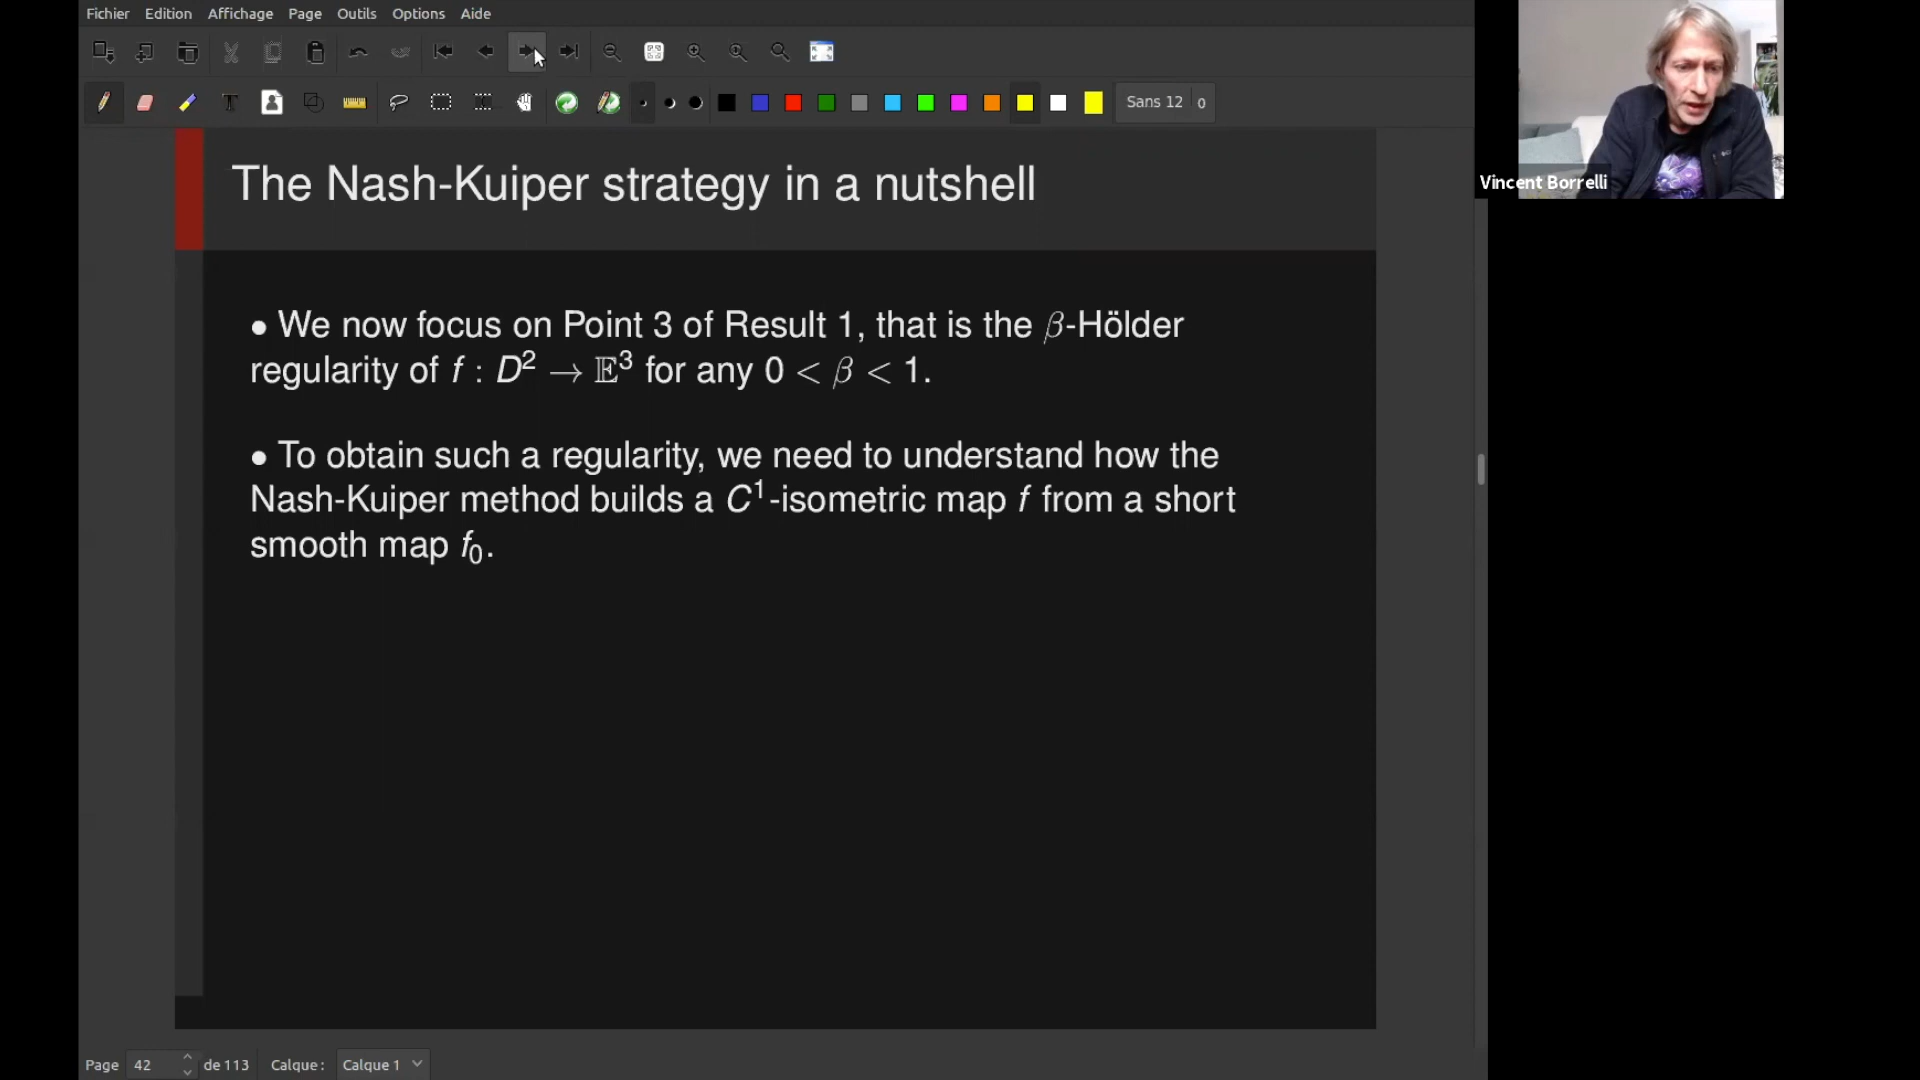 Fichier Edition Affichage Page Outils Options Aide
Sans 12
The Nash-Kuiper strategy in a nutshell
Vincent Borrelli
• We now focus on Point 3 of Result 1, that is the β-Hölder
regularity of f : D² → 𝔼³ for any 0 < β < 1.
• To obtain such a regularity, we need to understand how the
Nash-Kuiper method builds a C¹-isometric map f from a short
smooth map f₀.
Page 42 de 113 Calque : Calque 1